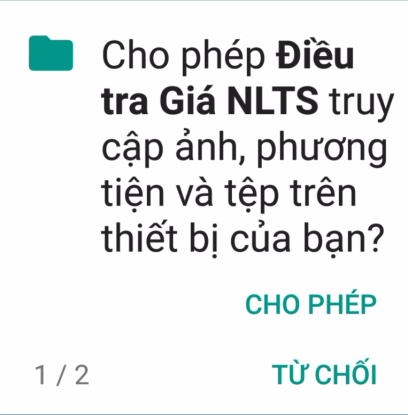 Cho phép Điều
tra Giá NLTS truy
cập ảnh, phương
tiện và tệp trên
thiết bị của bạn?
CHO PHÉP
1 / 2
TỪ CHỐI